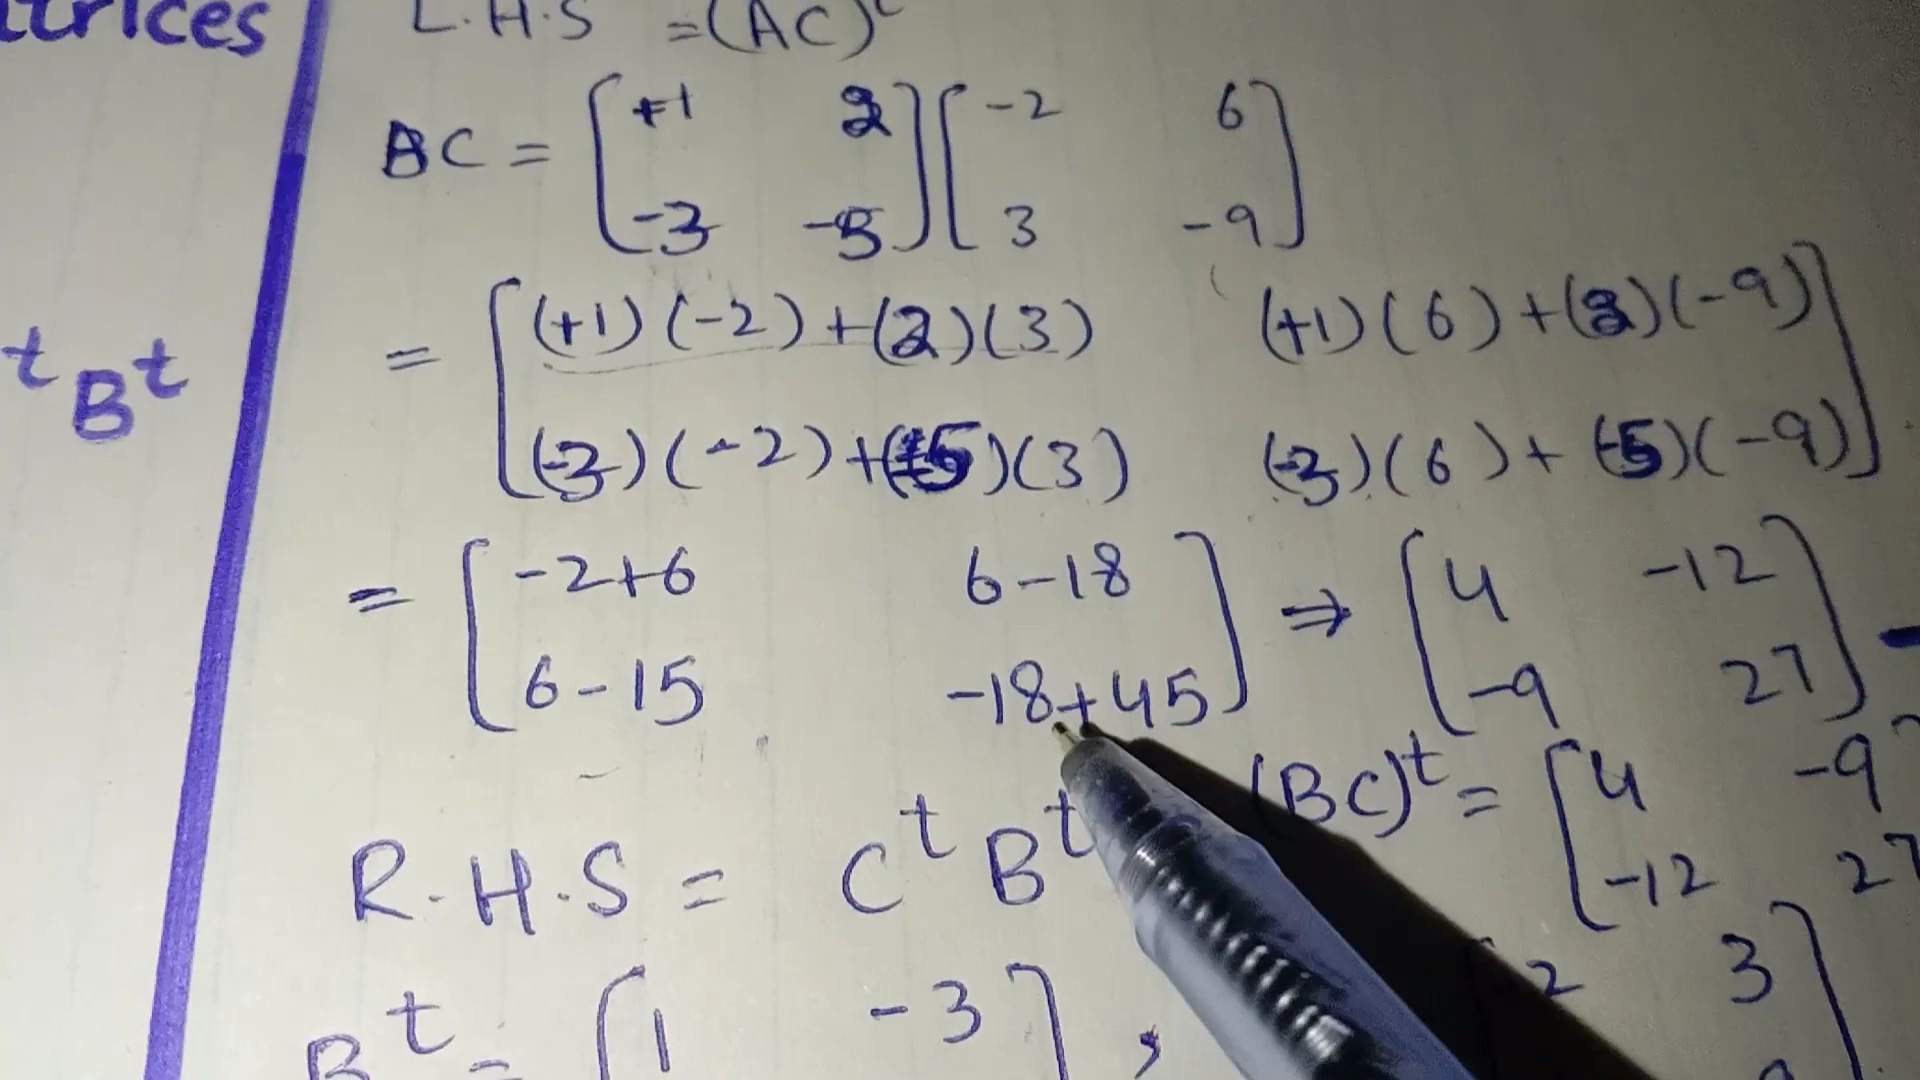 trices
L.H.S = (AC)^t
BC = [+1 2 -3 -5] [-2 6 3 -9]
= [(+1)(-2)+(2)(3) (+1)(6)+(2)(-9)
(-3)(-2)+(-5)(3) (-3)(6)+(-5)(-9)]
t B^t
= [-2+6 6-18 ⇒ [4 -12
6-15 -18+45] -9 27]
(BC)^t = [4 -9
-12 27
R.H.S = C^t B^t
2 3
B^t = [1 -3],